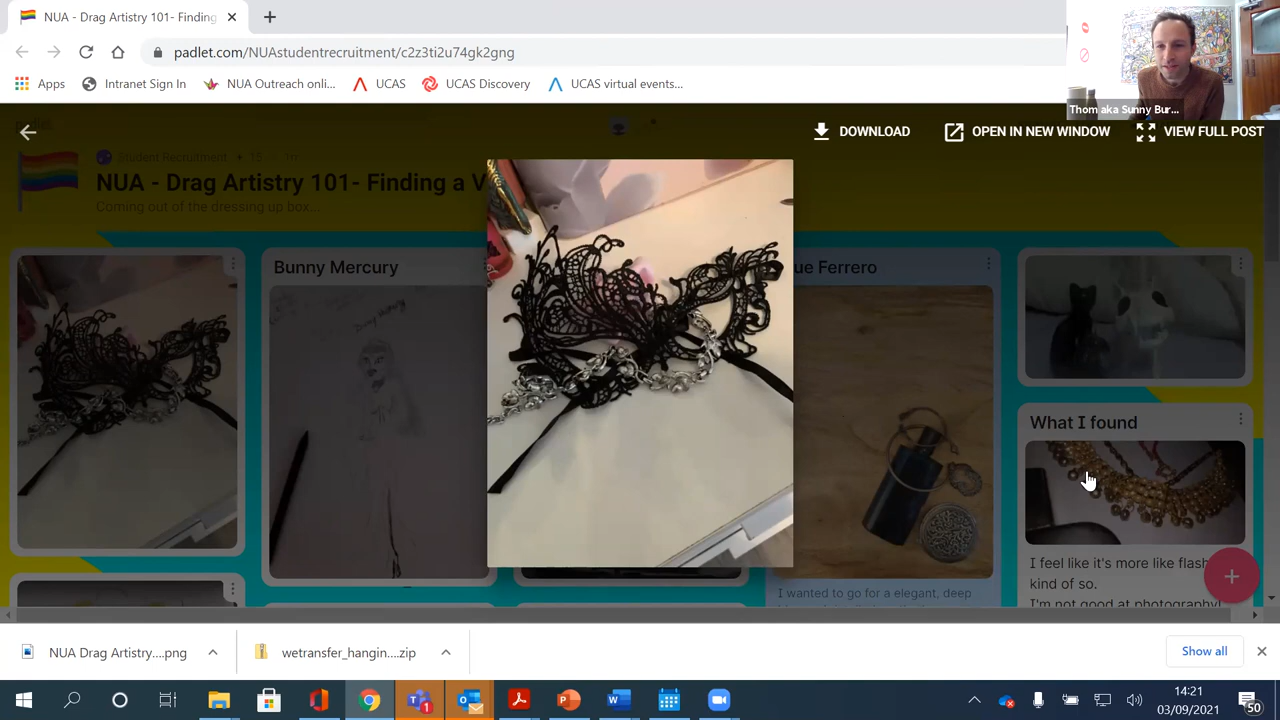 NUA - Drag Artistry 101- Finding
padlet.com/NUAstudentrecruitment/c2z3ti2u74gk2gng
Apps
Intranet Sign In
NUA Outreach onli...
UCAS
UCAS Discovery
UCAS virtual events...
Thom aka Sunny Bur...
DOWNLOAD
OPEN IN NEW WINDOW
VIEW FULL POST
Student Recruitment
NUA - Drag Artistry 101- Finding a V
Coming out of the dressing up box...
Bunny Mercury
ue Ferrero
What I found
I feel like it's more like flash
kind of so.
I'm not good at photography!
I wanted to go for a elegant, deep
NUA Drag Artistry....png
wetransfer_hangin....zip
Show all
1
14:21
03/09/2021
50